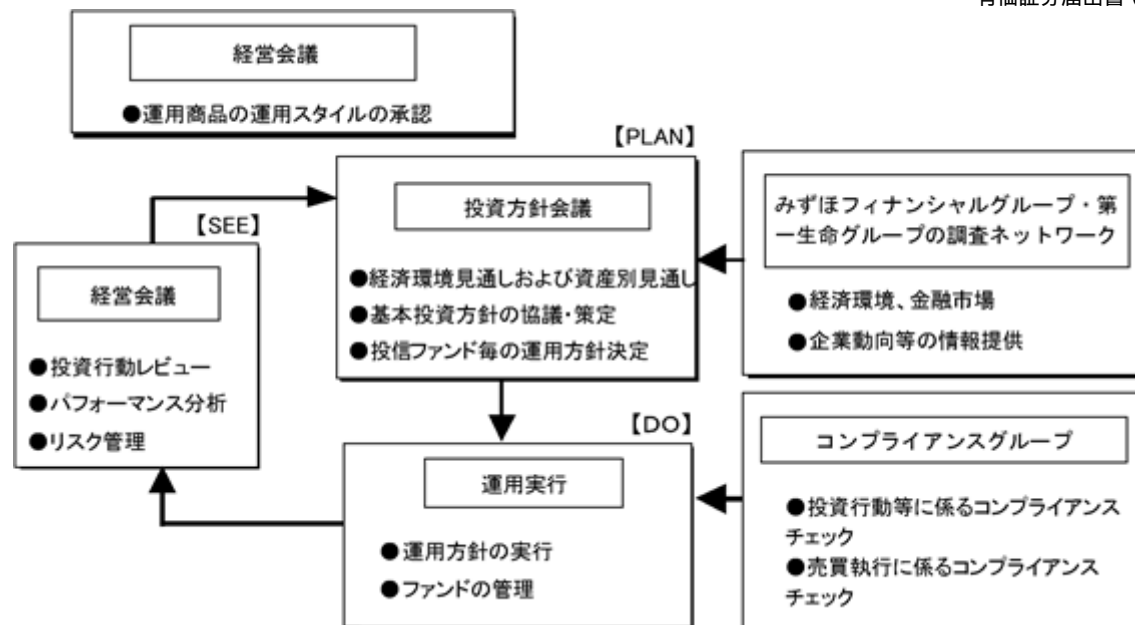 経営会議
●運用商品の運用スタイルの承認
【PLAN】
投資方針会議
●経済環境見通しおよび資産別見通し
●基本投資方針の協議・策定
●投信ファンド毎の運用方針決定
みずほフィナンシャルグループ・第
一生命グループの調査ネットワーク
●経済環境、金融市場
●企業動向等の情報提供
【SEE】
経営会議
●投資行動レビュー
●パフォーマンス分析
●リスク管理
【DO】
運用実行
●運用方針の実行
●ファンドの管理
コンプライアンスグループ
●投資行動等に係るコンプライアンス
チェック
●売買執行に係るコンプライアンス
チェック